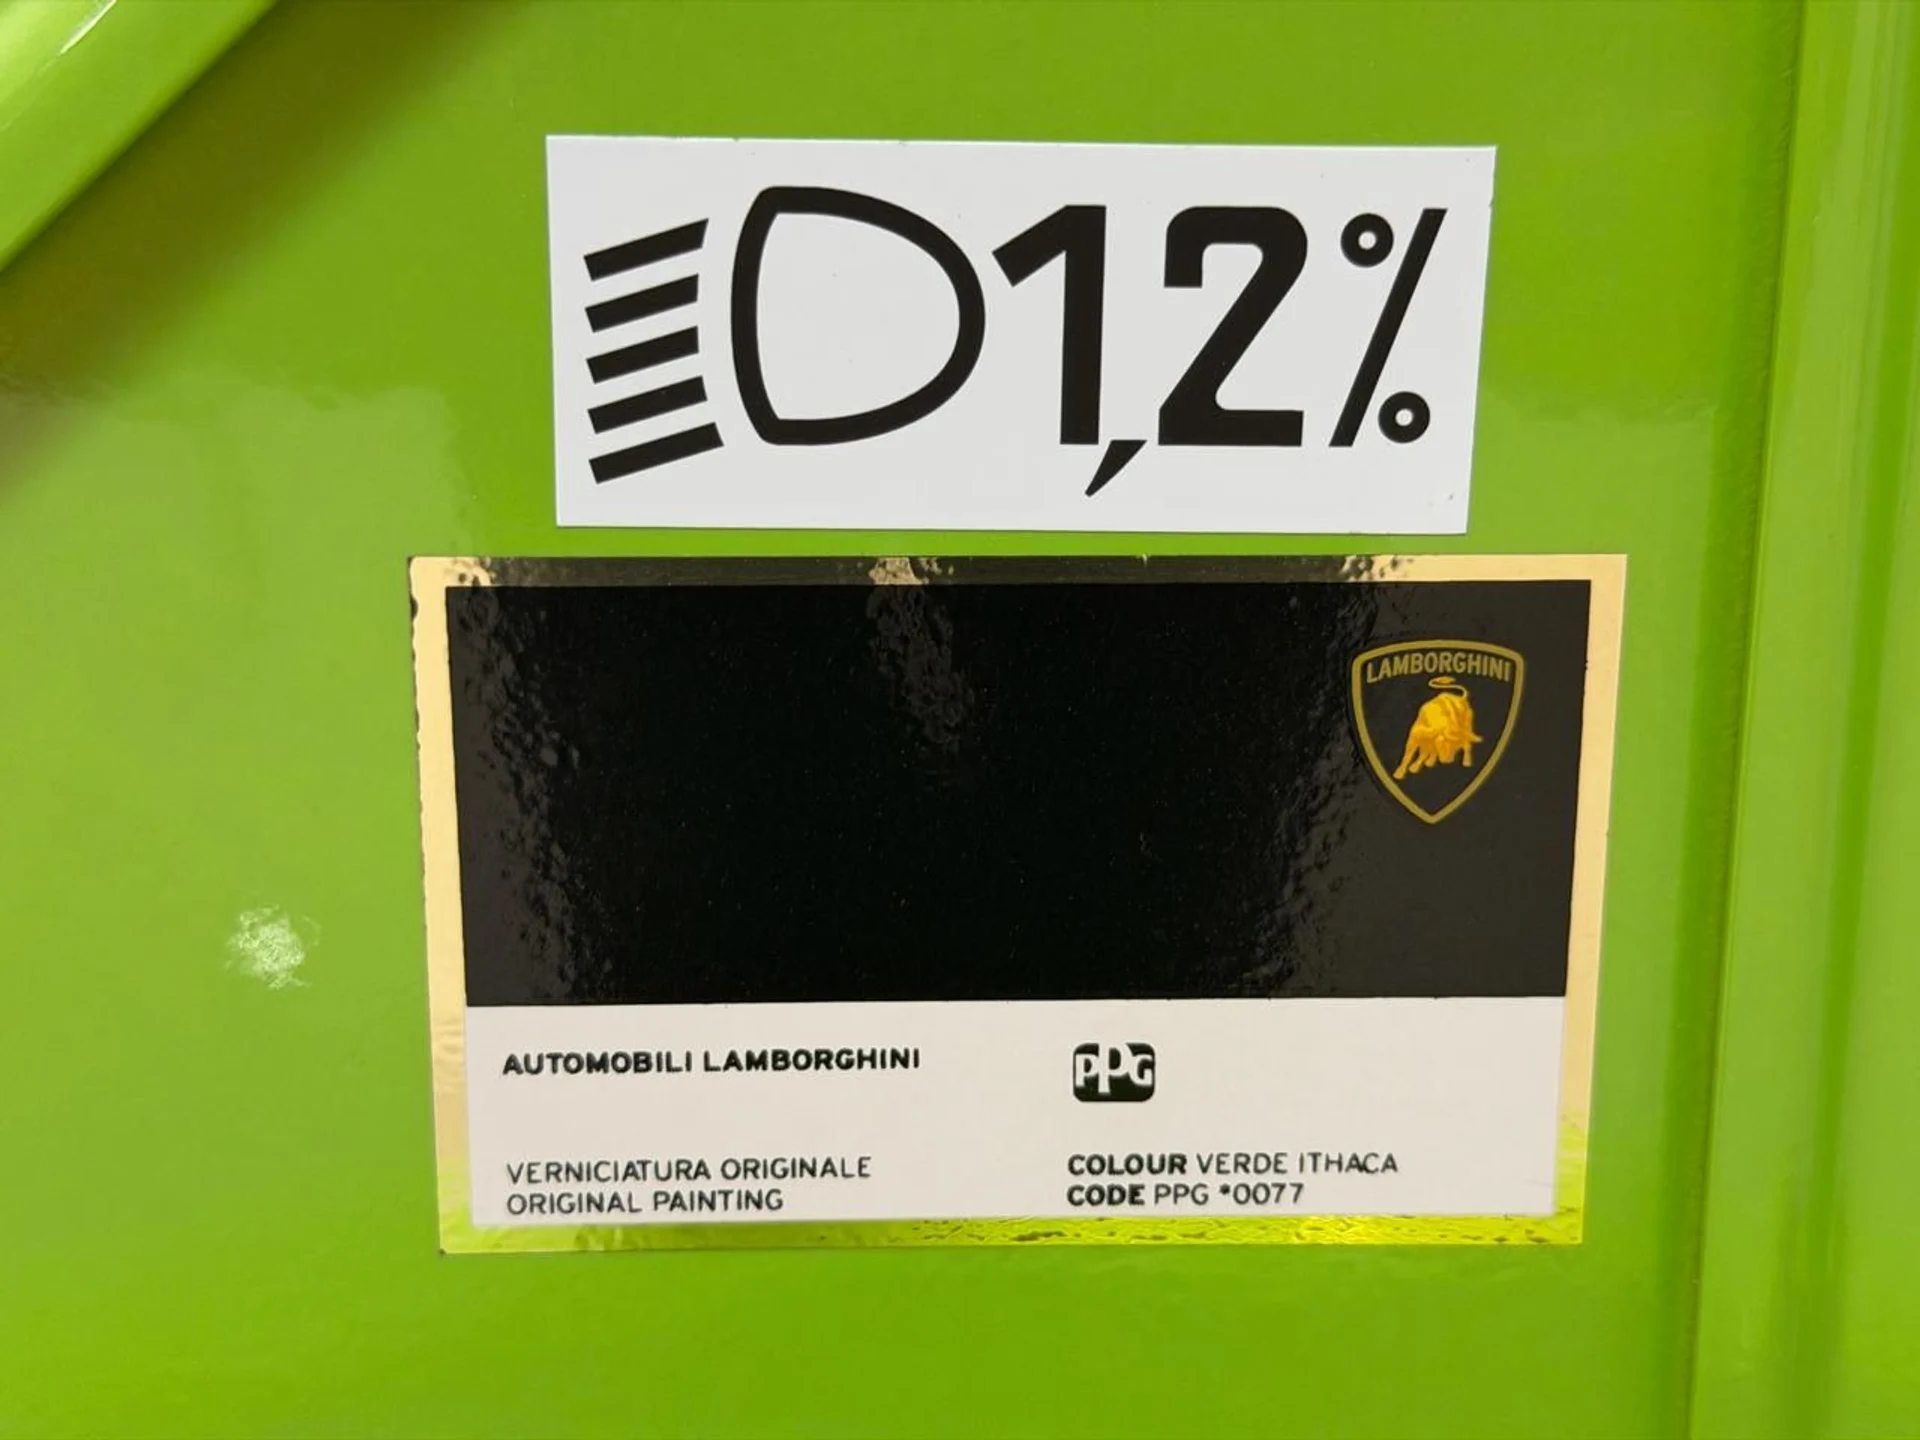 1,2%
LAMBORGHINI
AUTOMOBILI LAMBORGHINI
PPG
VERNICIATURA ORIGINALE
ORIGINAL PAINTING
COLOUR VERDE ITHACA
CODE PPG *0077